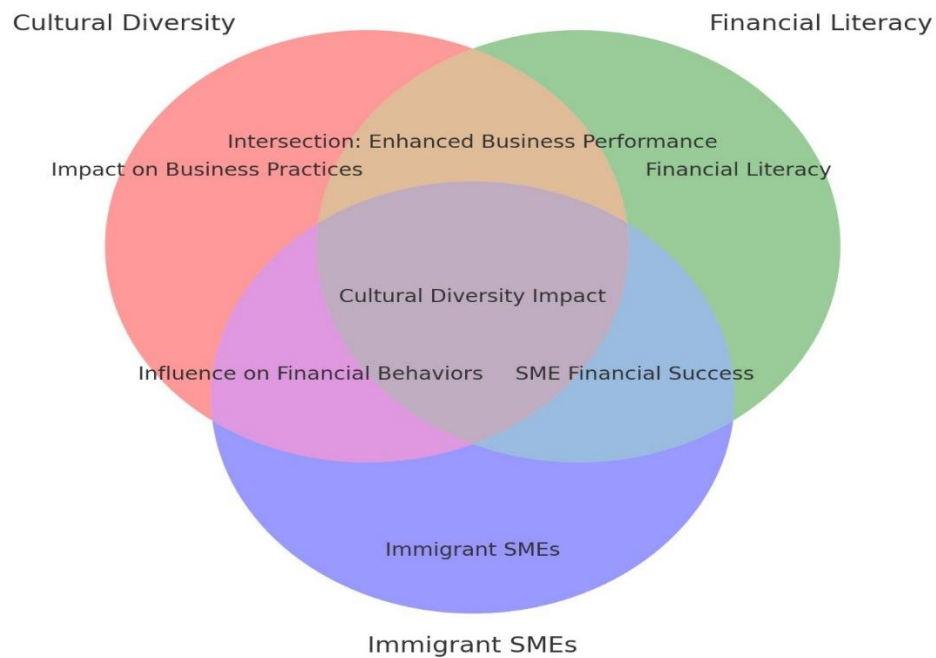 Cultural Diversity
Financial Literacy
Intersection: Enhanced Business Performance
Impact on Business Practices
Financial Literacy
Cultural Diversity Impact
Influence on Financial Behaviors
SME Financial Success
Immigrant SMEs
Immigrant SMEs